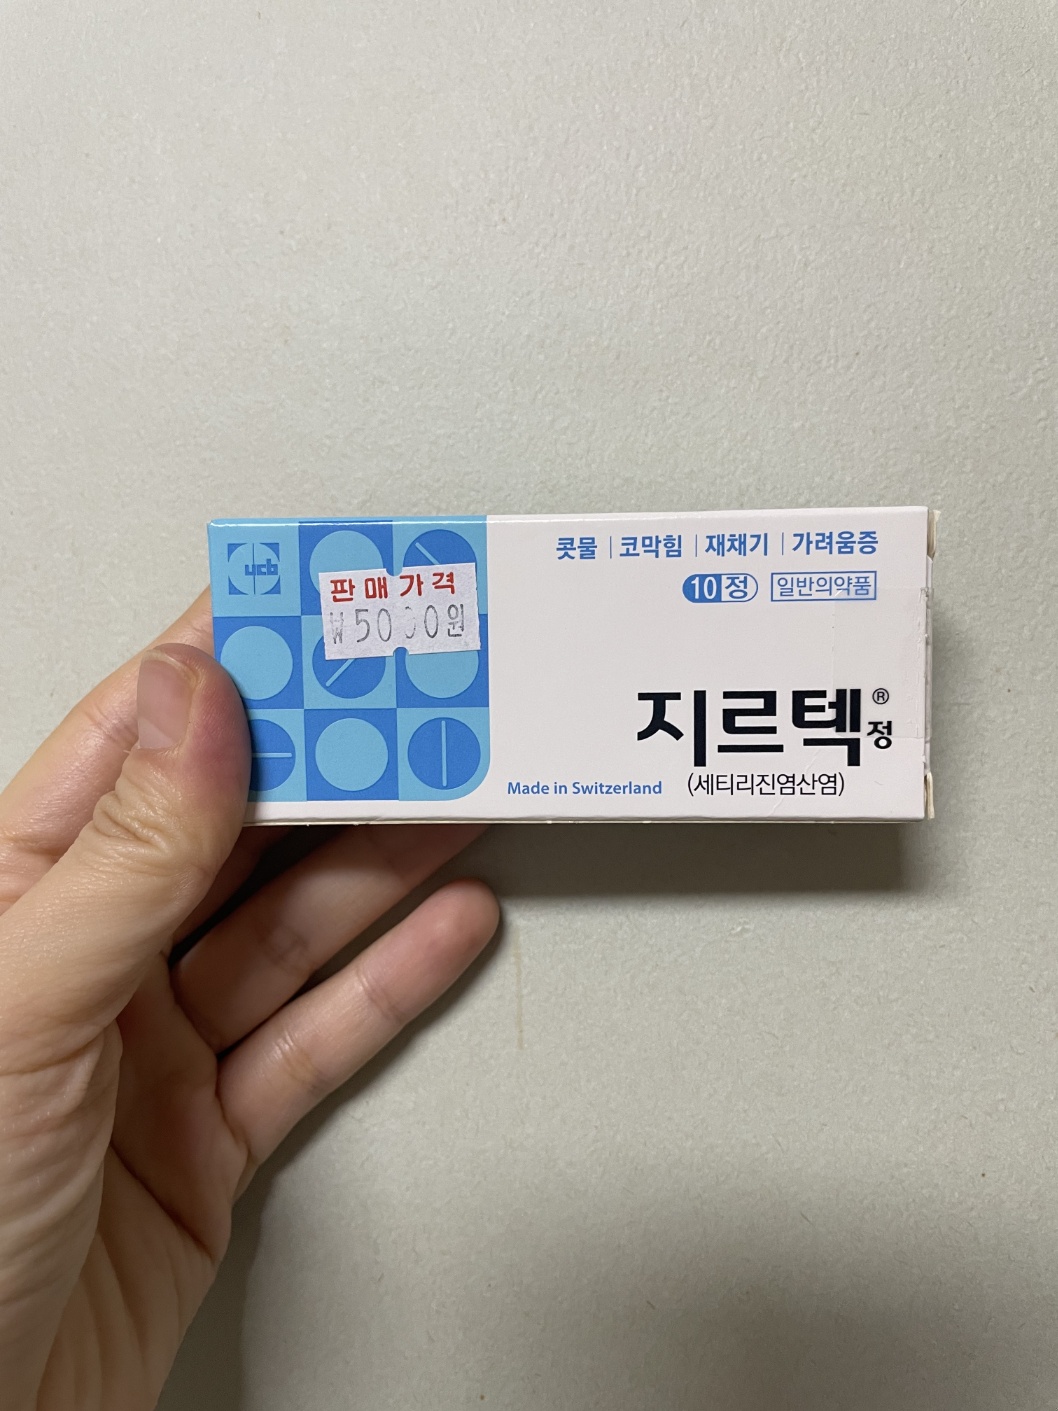 ucb
판매가격
₩5000원
콧물 | 코막힘 | 재채기 | 가려움증
10정 일반의약품
지르텍® 정
Made in Switzerland (세티리진염산염)